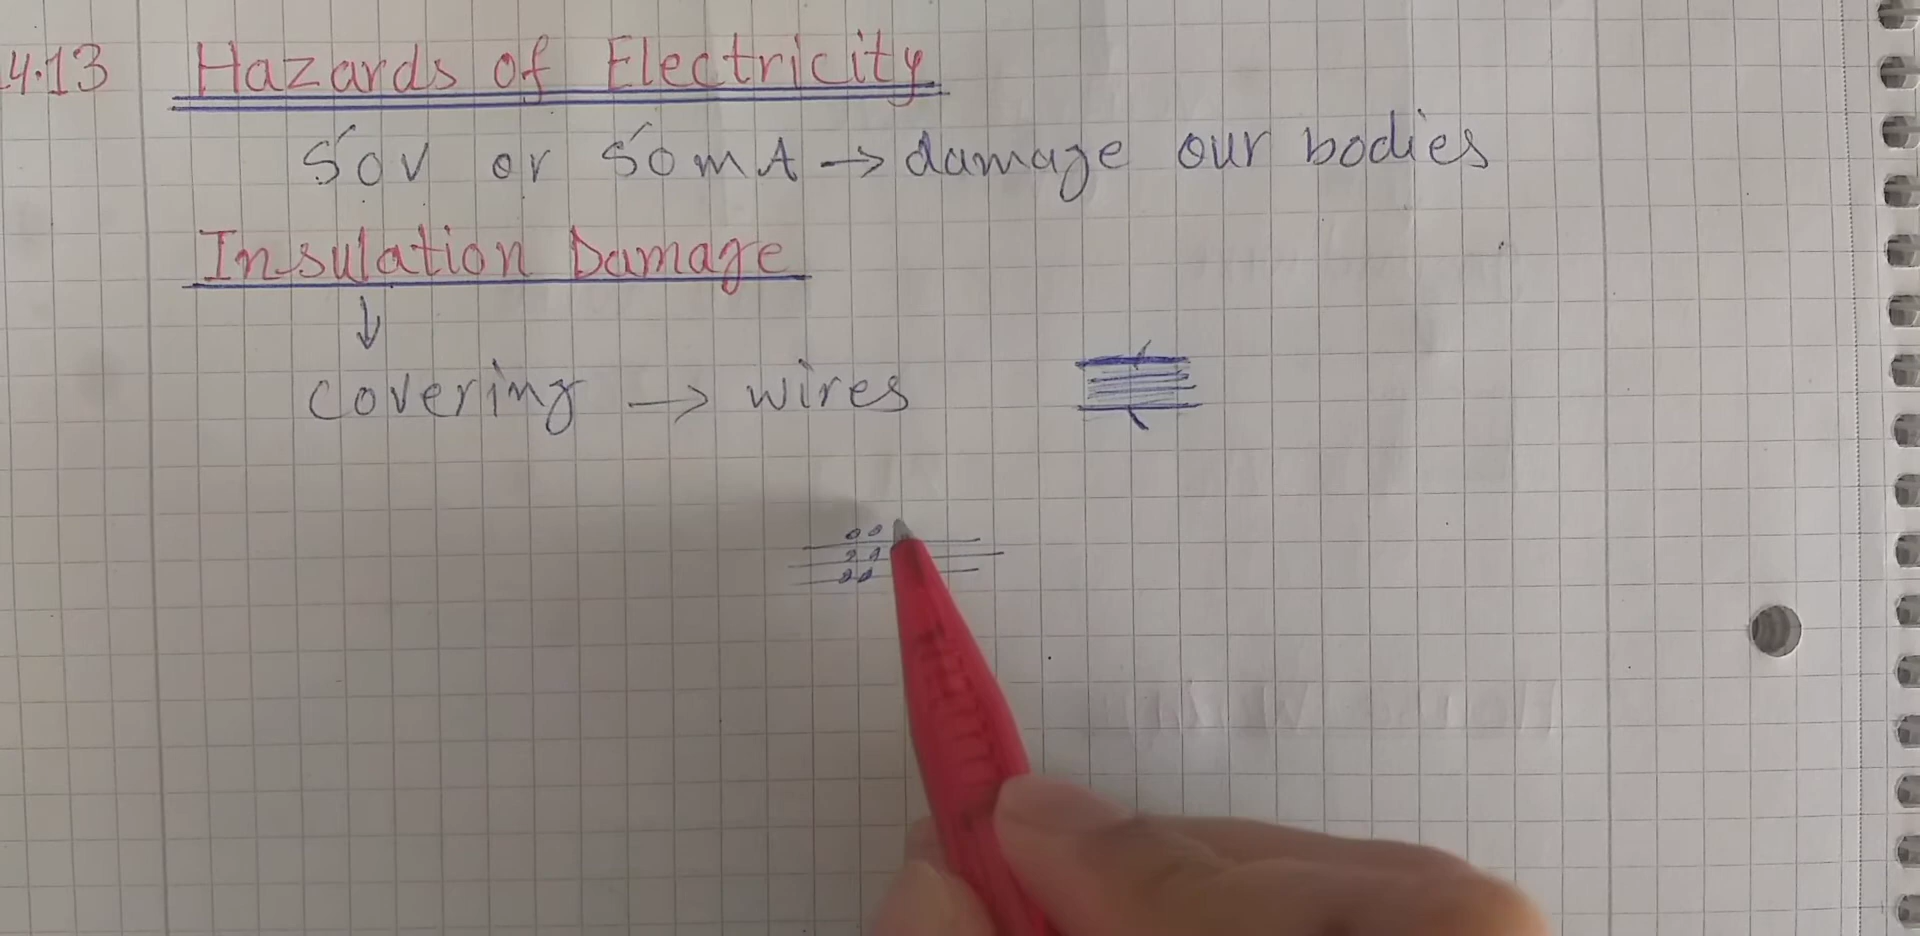 4.13 Hazards of Electricity
50V or 50mA → damage our bodies
Insulation Damage
↓
covering → wires